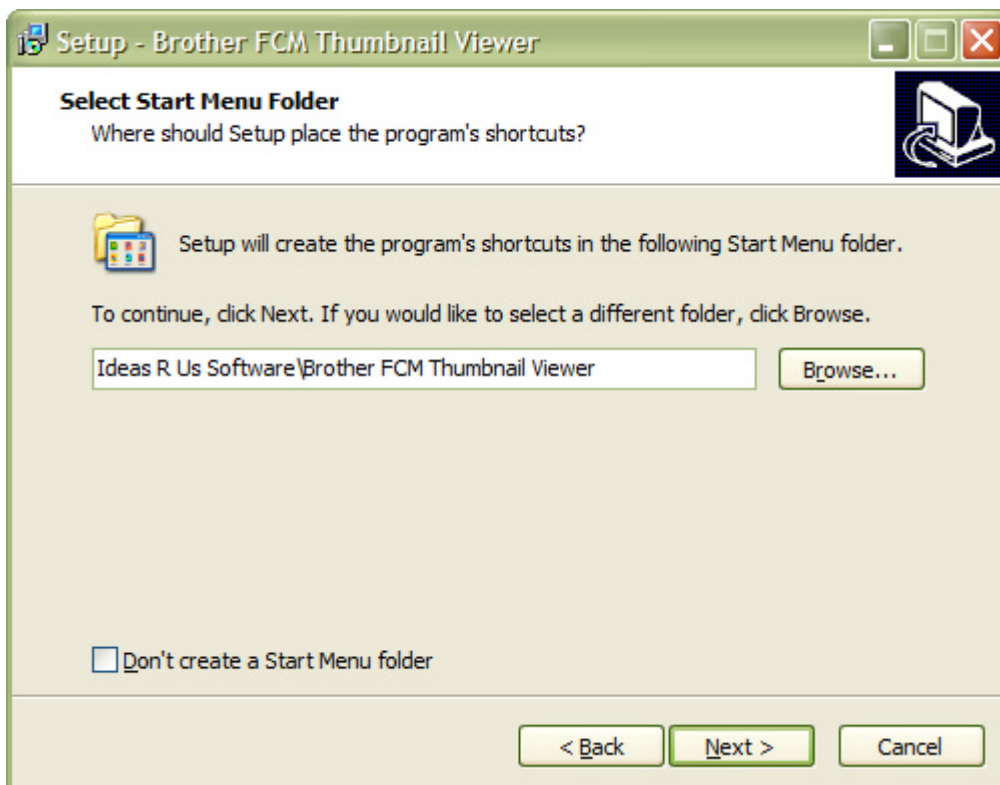 Setup - Brother FCM Thumbnail Viewer
Select Start Menu Folder
Where should Setup place the program's shortcuts?
Setup will create the program's shortcuts in the following Start Menu folder.
To continue, click Next. If you would like to select a different folder, click Browse.
Ideas R Us Software\Brother FCM Thumbnail Viewer
Browse...
Don't create a Start Menu folder
< Back
Next >
Cancel